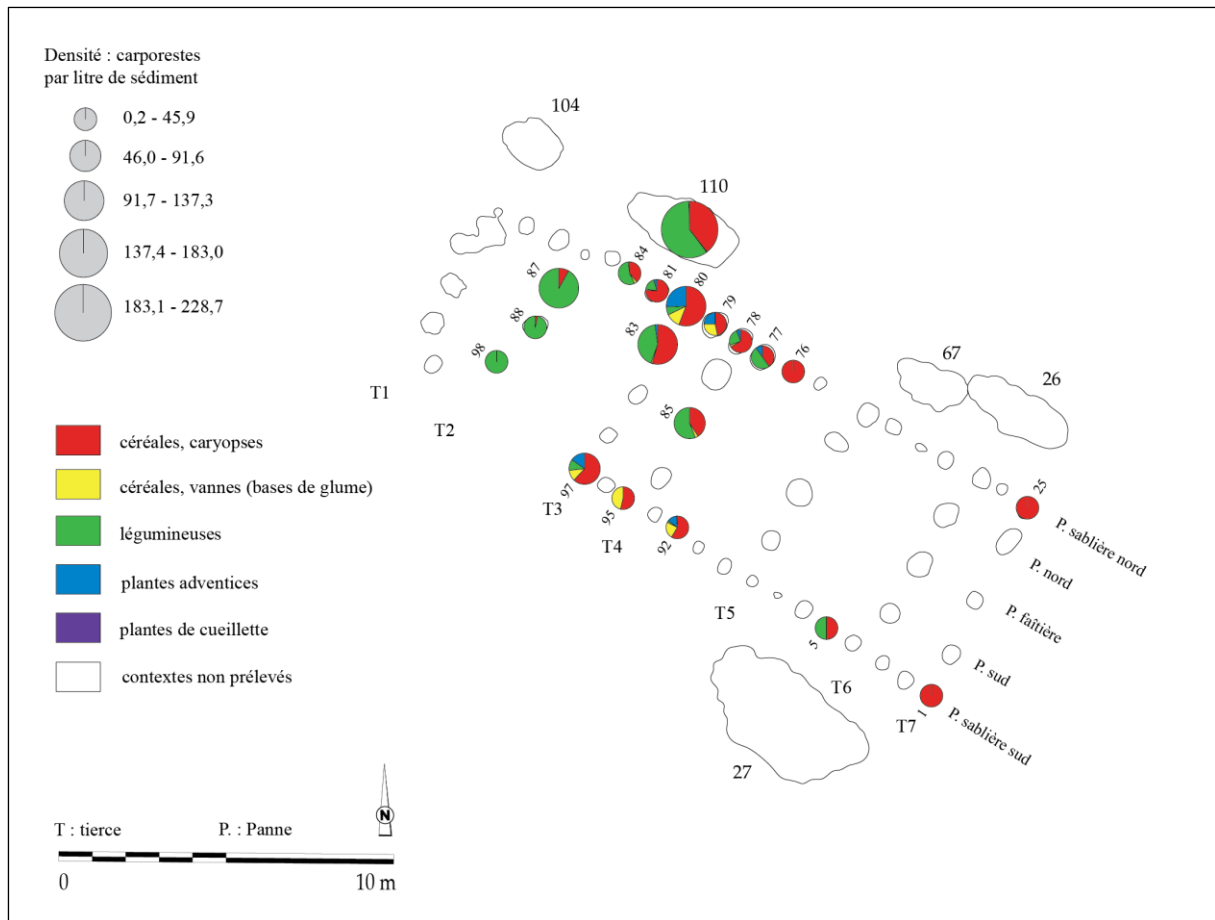 Densité : carporestes
par litre de sédiment
0,2 - 45,9
46,0 - 91,6
91,7 - 137,3
137,4 - 183,0
183,1 - 228,7
céréales, caryopses
céréales, vannes (bases de glume)
légumineuses
plantes adventices
plantes de cueillette
contextes non prélevés
T : tierce
P. : Panne
0
10 m
N
104
110
84
81
80
79
78
77
76
87
88
98
83
85
67
26
T1
T2
97
95
92
T3
T4
T5
5
T6
1
T7
27
25
P. sablière nord
P. nord
P. faîtière
P. sud
P. sablière sud